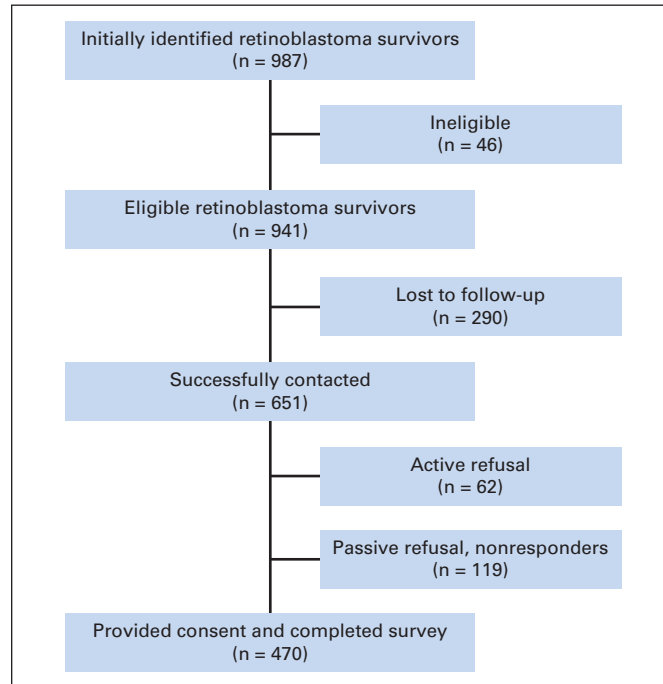 Initially identified retinoblastoma survivors
(n = 987)
Ineligible
(n = 46)
Eligible retinoblastoma survivors
(n = 941)
Lost to follow-up
(n = 290)
Successfully contacted
(n = 651)
Active refusal
(n = 62)
Passive refusal, nonresponders
(n = 119)
Provided consent and completed survey
(n = 470)